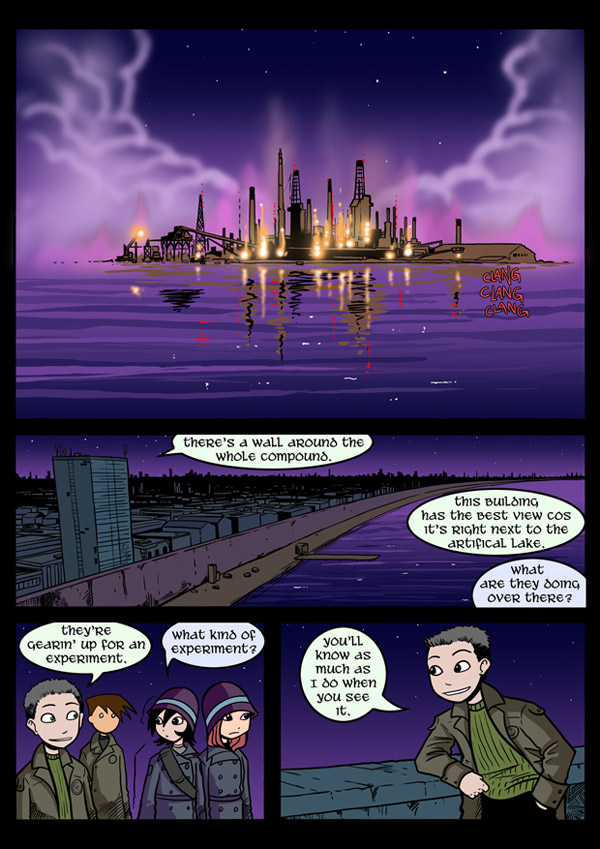 CLANG
CLANG
CLANG
there's a wall around the
whole compound.
this building
has the best view cos
it's right next to the
artifical lake.
what
are they doing
over there?
they're
gearin' up for an
experiment.
what kind of
experiment?
you'll
know as
much as
I do when
you see
it.